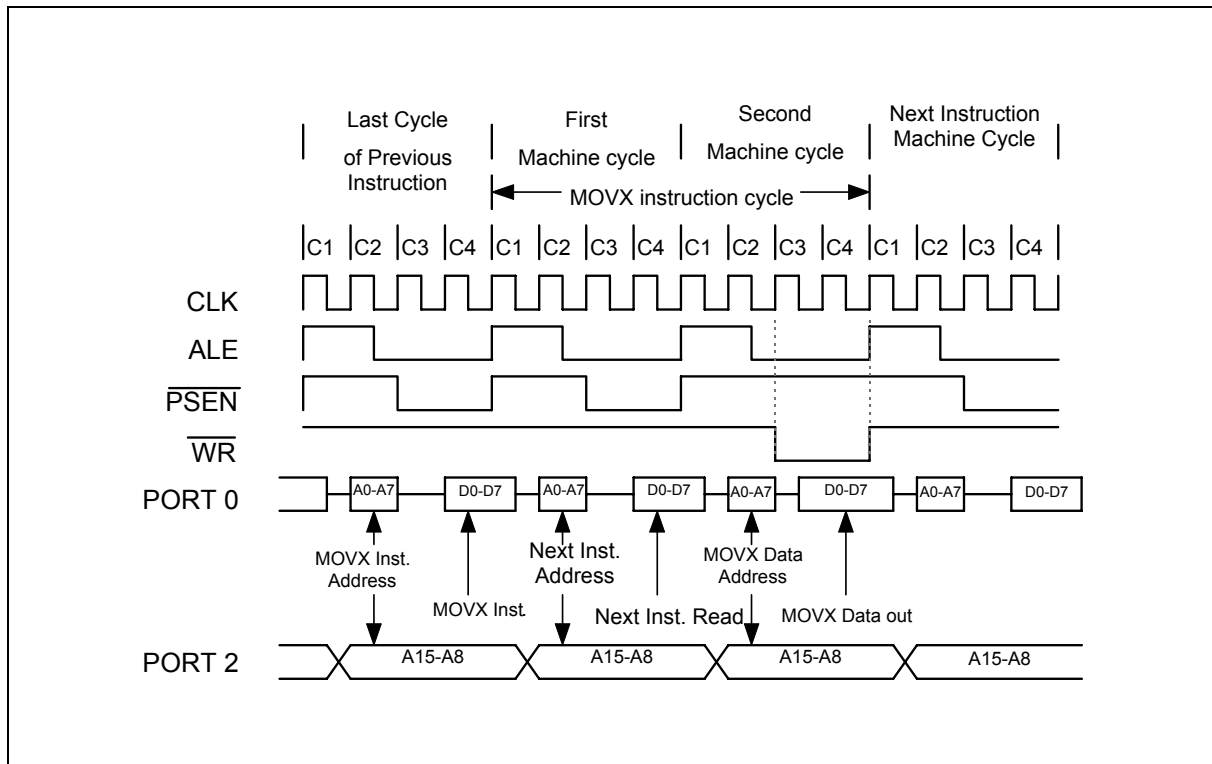 Last Cycle
of Previous
Instruction
First
Machine cycle
Second
Machine cycle
Next Instruction
Machine Cycle
MOVX instruction cycle
C1 C2 C3 C4 C1 C2 C3 C4 C1 C2 C3 C4 C1 C2 C3 C4
CLK
ALE
PSEN
WR
PORT 0
A0-A7 D0-D7 A0-A7 D0-D7 A0-A7 D0-D7 A0-A7 D0-D7
MOVX Inst.
Address
MOVX Inst.
Next Inst.
Address
Next Inst. Read
MOVX Data
Address
MOVX Data out
PORT 2
A15-A8 A15-A8 A15-A8 A15-A8